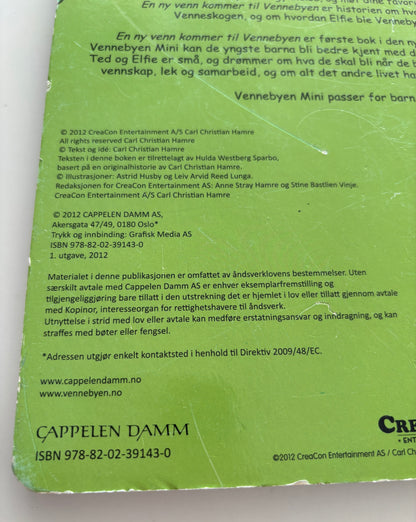 En ny venn kommer til Vennebyen er historien om hv
Venneskogen, og om hvordan Elfie ble Venneby
En ny venn kommer til Vennebyen er første bok i den ny
Vennebyen Mini kan de yngste barna bli bedre kjent med d
Ted og Elfie er små, og drømmer om hva de skal bli når de b
vennskap, lek og samarbeid, og om alt det andre livet ha
Vennebyen Mini passer for barn
© 2012 CreaCon Entertainment A/S Carl Christian Hamre
All rights reserved Carl Christian Hamre
© Tekst og idé: Carl Christian Hamre
Teksten i denne boken er tilrettelagt av Hulda Westberg Sparbo,
basert på en originalhistorie av Carl Christian Hamre.
© Illustrasjoner: Astrid Husby og Leiv Arvid Reed Lunga.
Redaksjonen for CreaCon Entertainment AS: Anne Stray Hamre og Stine Bastlien Vinje.
CreaCon Entertainment A/S Carl Christian Hamre
© 2012 CAPPELEN DAMM AS,
Akersgata 47/49, 0180 Oslo*
Trykk og innbinding: Grafisk Media AS
ISBN 978-82-02-39143-0
1. utgave, 2012
Materialet i denne publikasjonen er omfattet av åndsverklovens bestemmelser. Uten
særskilt avtale med Cappelen Damm AS er enhver eksemplarfremstilling og
tilgjengeliggjøring bare tillatt i den utstrekning det er hjemlet i lov eller tillatt gjennom avtale
med Kopinor, interesseorgan for rettighetshavere til åndsverk.
Utnyttelse i strid med lov eller avtale kan medføre erstatningsansvar og inndragning, og kan
straffes med bøter eller fengsel.
*Adressen utgjør enkelt kontaktsted i henhold til Direktiv 2009/48/EC.
www.cappelendamm.no
www.vennebyen.no
CAPPELEN DAMM
ISBN 978-82-02-39143-0
CRE
• ENT
©2012 CreaCon Entertainment AS / Carl Ch